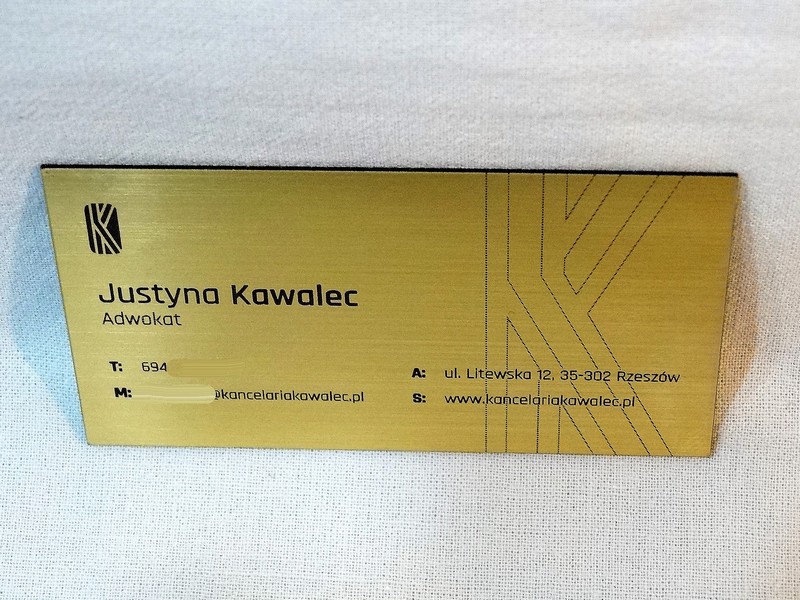 K
Justyna Kawalec
Adwokat
T: 694
M: @kancelariakawalec.pl
A: ul. Litewska 12, 35-302 Rzeszów
S: www.kancelariakawalec.pl